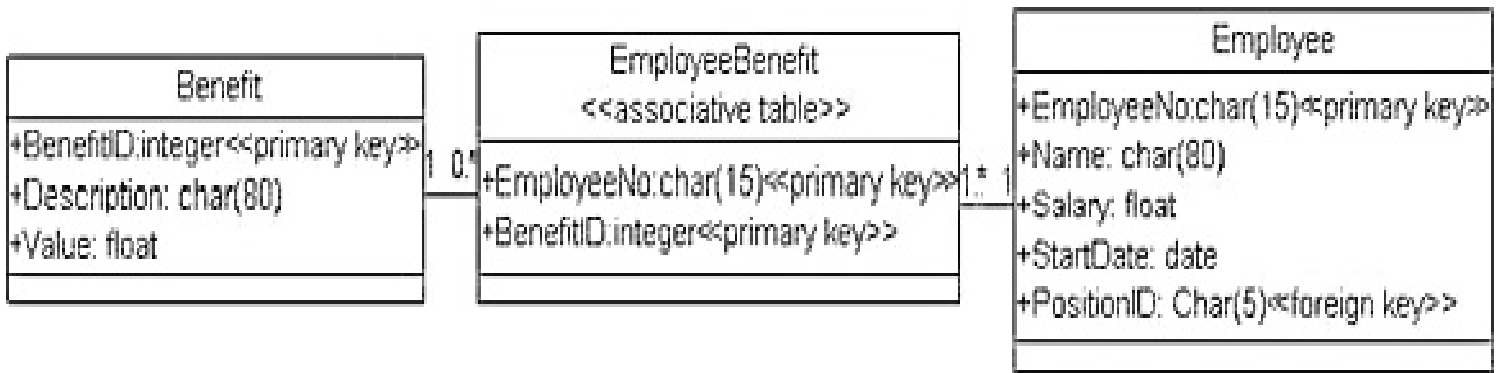 Benefit
+BenefitID:integer<<primary key>>
+Description: char(80)
+Value: float
1 0.*
EmployeeBenefit
<<associative table>>
+EmployeeNo:char(15)<<primary key>>
+BenefitID:integer<<primary key>>
1.* 1
Employee
+EmployeeNo:char(15)<<primary key>>
+Name: char(80)
+Salary: float
+StartDate: date
+PositionID: Char(5)<<foreign key>>